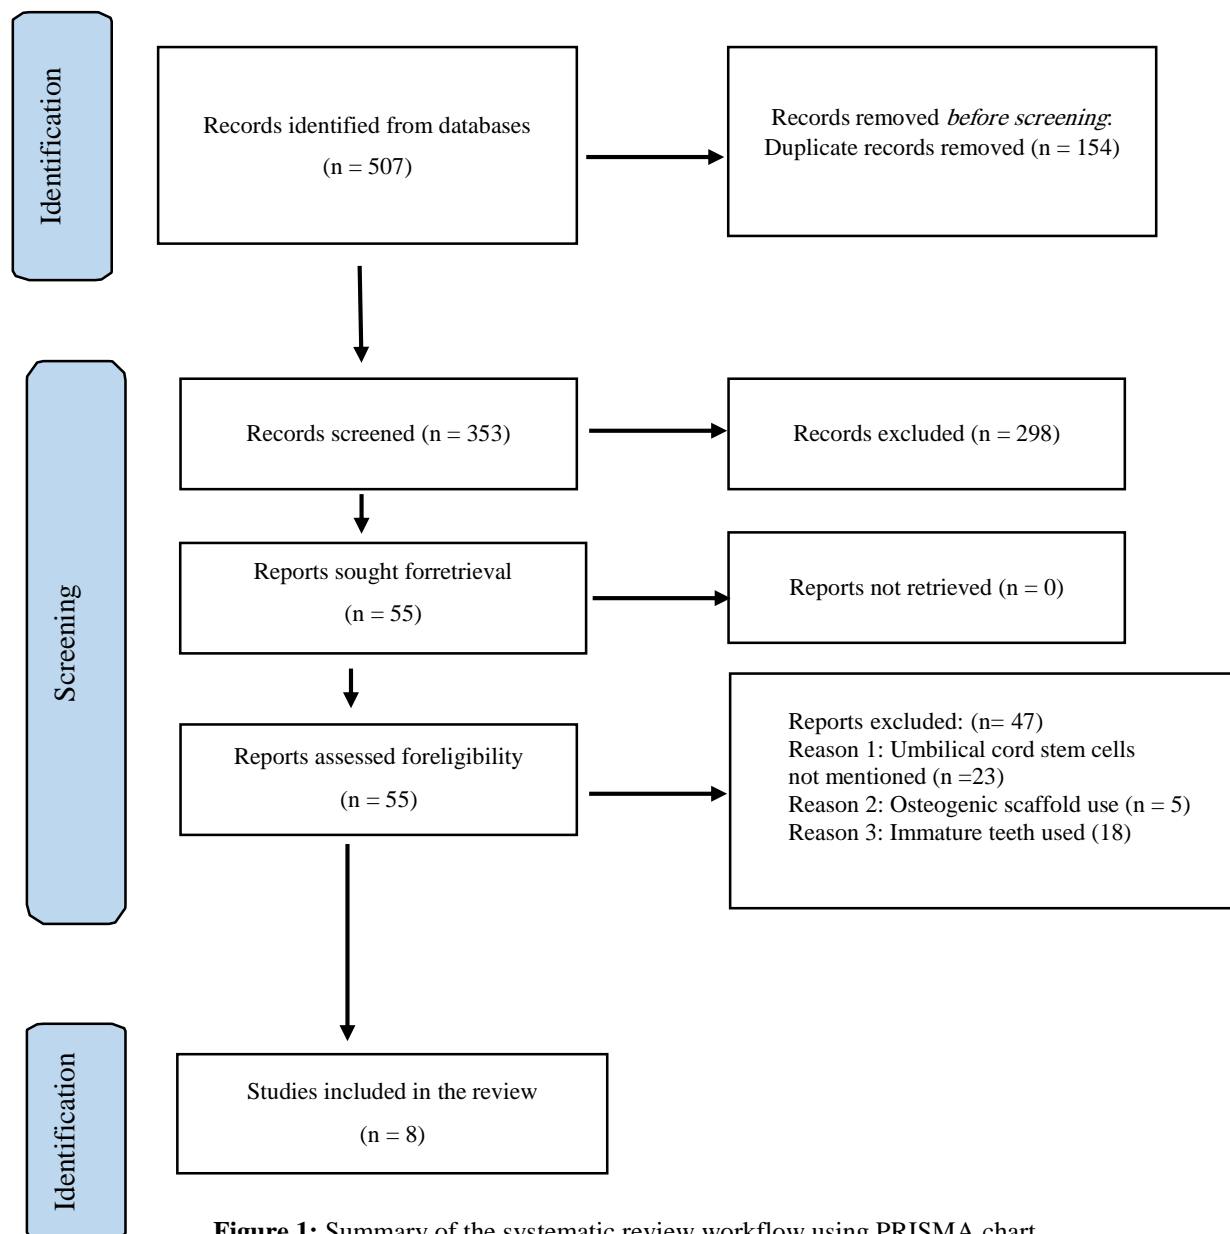 Identification
Records identified from databases
(n = 507)
Records removed before screening:
Duplicate records removed (n = 154)
Screening
Records screened (n = 353)
Records excluded (n = 298)
Reports sought forretrieval
(n = 55)
Reports not retrieved (n = 0)
Reports assessed foreligibility
(n = 55)
Reports excluded: (n= 47)
Reason 1: Umbilical cord stem cells
not mentioned (n =23)
Reason 2: Osteogenic scaffold use (n = 5)
Reason 3: Immature teeth used (18)
Identification
Studies included in the review
(n = 8)
Figure 1: Summary of the systematic review workflow using PRISMA chart